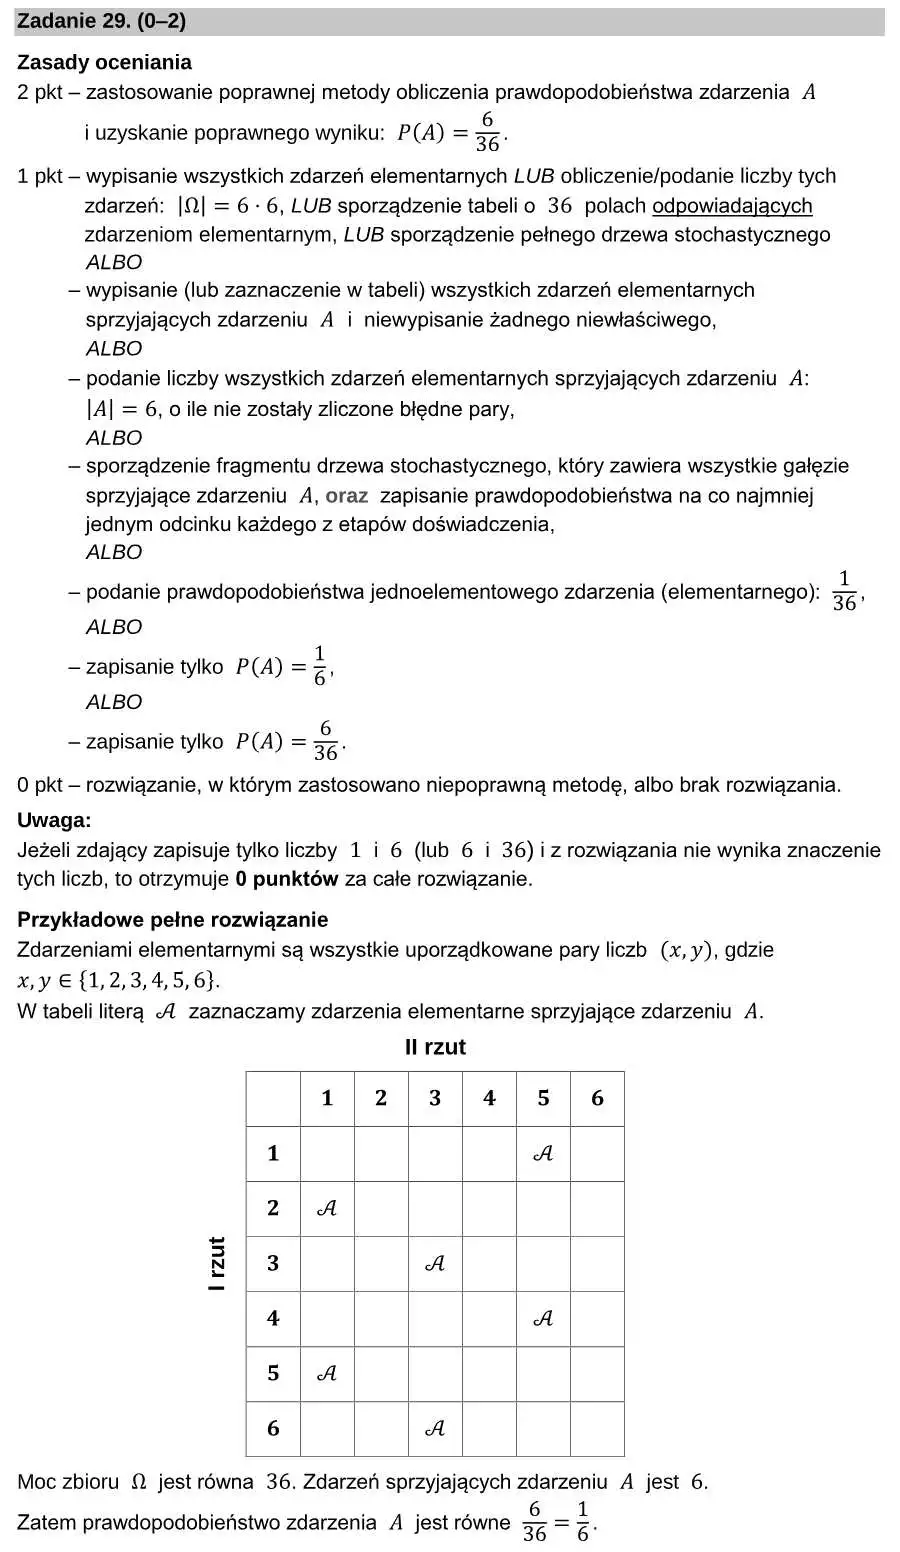 Zadanie 29. (0–2)
Zasady oceniania
2 pkt – zastosowanie poprawnej metody obliczenia prawdopodobieństwa zdarzenia A
i uzyskanie poprawnego wyniku: P(A) = 6/36.
1 pkt – wypisanie wszystkich zdarzeń elementarnych LUB obliczenie/podanie liczby tych
zdarzeń: |Ω| = 6 · 6, LUB sporządzenie tabeli o 36 polach odpowiadających
zdarzeniom elementarnym, LUB sporządzenie pełnego drzewa stochastycznego
ALBO
– wypisanie (lub zaznaczenie w tabeli) wszystkich zdarzeń elementarnych
sprzyjających zdarzeniu A i niewypisanie żadnego niewłaściwego,
ALBO
– podanie liczby wszystkich zdarzeń elementarnych sprzyjających zdarzeniu A:
|A| = 6, o ile nie zostały zliczone błędne pary,
ALBO
– sporządzenie fragmentu drzewa stochastycznego, który zawiera wszystkie gałęzie
sprzyjające zdarzeniu A, oraz zapisanie prawdopodobieństwa na co najmniej
jednym odcinku każdego z etapów doświadczenia,
ALBO
– podanie prawdopodobieństwa jednoelementowego zdarzenia (elementarnego): 1/36,
ALBO
– zapisanie tylko P(A) = 1/6,
ALBO
– zapisanie tylko P(A) = 6/36.
0 pkt – rozwiązanie, w którym zastosowano niepoprawną metodę, albo brak rozwiązania.
Uwaga:
Jeżeli zdający zapisuje tylko liczby 1 i 6 (lub 6 i 36) i z rozwiązania nie wynika znaczenie
tych liczb, to otrzymuje 0 punktów za całe rozwiązanie.
Przykładowe pełne rozwiązanie
Zdarzeniami elementarnymi są wszystkie uporządkowane pary liczb (x, y), gdzie
x, y ∈ {1, 2, 3, 4, 5, 6}.
W tabeli literą 𝒜 zaznaczamy zdarzenia elementarne sprzyjające zdarzeniu A.
II rzut
1 2 3 4 5 6
1 𝒜
2 𝒜
I rzut
3 𝒜
4 𝒜
5 𝒜
6 𝒜
Moc zbioru Ω jest równa 36. Zdarzeń sprzyjających zdarzeniu A jest 6.
Zatem prawdopodobieństwo zdarzenia A jest równe 6/36 = 1/6.